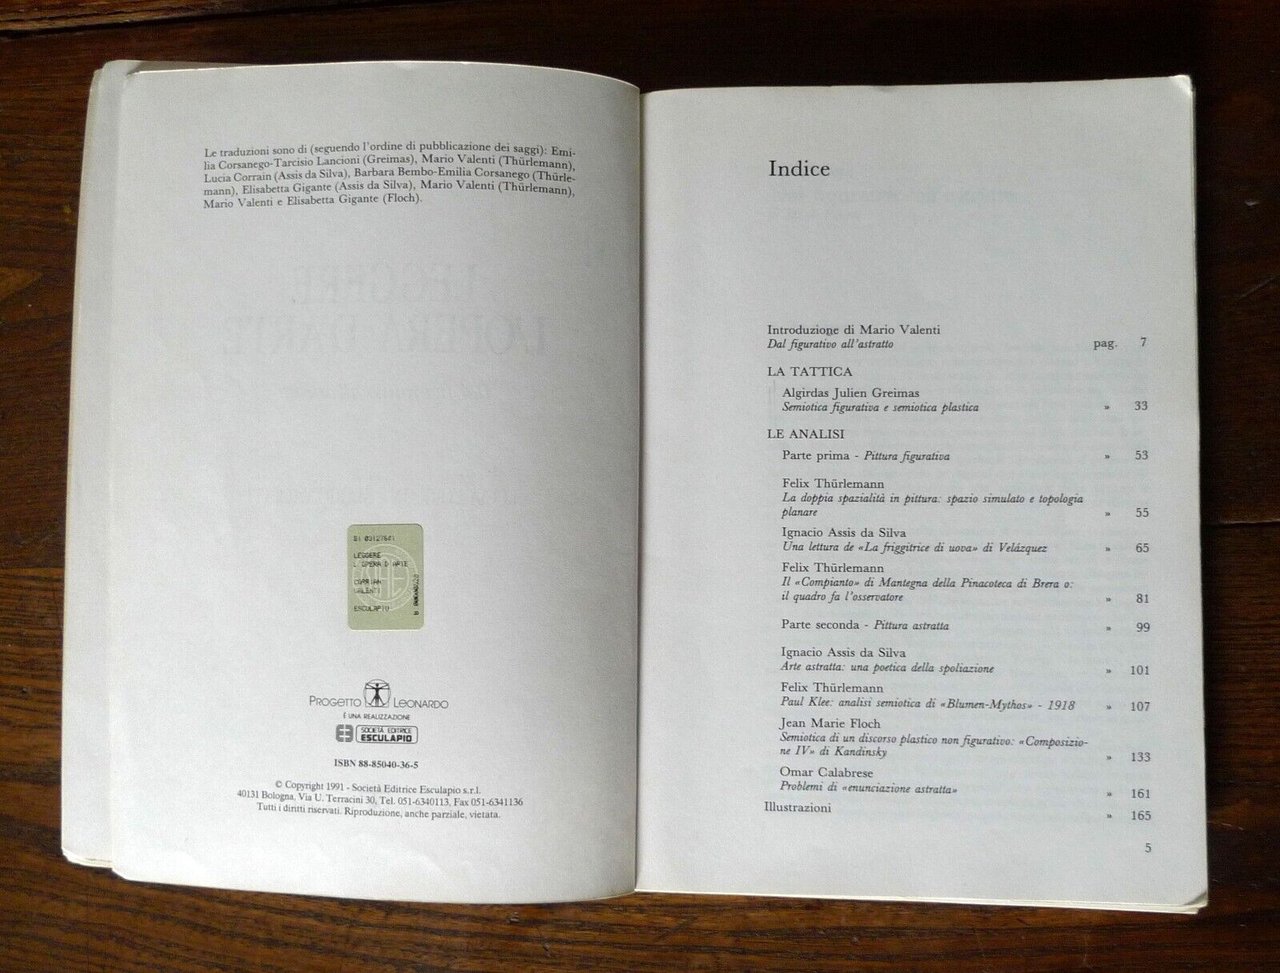 Le traduzioni sono di (seguendo l'ordine di pubblicazione dei saggi): Emi-
lia Corsanego-Tarcisio Lancioni (Greimas), Mario Valenti (Thürlemann),
Lucia Corrain (Assis da Silva), Barbara Bembo-Emilia Corsanego (Thürle-
mann), Elisabetta Gigante (Assis da Silva), Mario Valenti (Thürlemann),
Mario Valenti e Elisabetta Gigante (Floch).
LEGGERE
L'OPERA D'ARTE
SI 03127641
LEGGERE
L'OPERA D'ARTE
CORRIAN
VALENTI
ESCULAPIO
PROGETTO LEONARDO
È UNA REALIZZAZIONE
SOCIETÀ EDITRICE
ESCULAPIO
ISBN 88-85040-36-5
© Copyright 1991 - Società Editrice Esculapio s.r.l.
40131 Bologna, Via U. Terracini 30, Tel. 051-6340113, Fax 051-6341136
Tutti i diritti riservati. Riproduzione, anche parziale, vietata.
Indice
Introduzione di Mario Valenti
Dal figurativo all'astratto pag. 7
LA TATTICA
Algirdas Julien Greimas
Semiotica figurativa e semiotica plastica » 33
LE ANALISI
Parte prima - Pittura figurativa » 53
Felix Thürlemann
La doppia spazialità in pittura: spazio simulato e topologia
planare » 55
Ignacio Assis da Silva
Una lettura de «La friggitrice di uova» di Velázquez » 65
Felix Thürlemann
Il «Compianto» di Mantegna della Pinacoteca di Brera o:
il quadro fa l'osservatore » 81
Parte seconda - Pittura astratta » 99
Ignacio Assis da Silva
Arte astratta: una poetica della spoliazione » 101
Felix Thürlemann
Paul Klee: analisi semiotica di «Blumen-Mythos» - 1918 » 107
Jean Marie Floch
Semiotica di un discorso plastico non figurativo: «Composizio-
ne IV» di Kandinsky » 133
Omar Calabrese
Problemi di «enunciazione astratta» » 161
Illustrazioni » 165
5